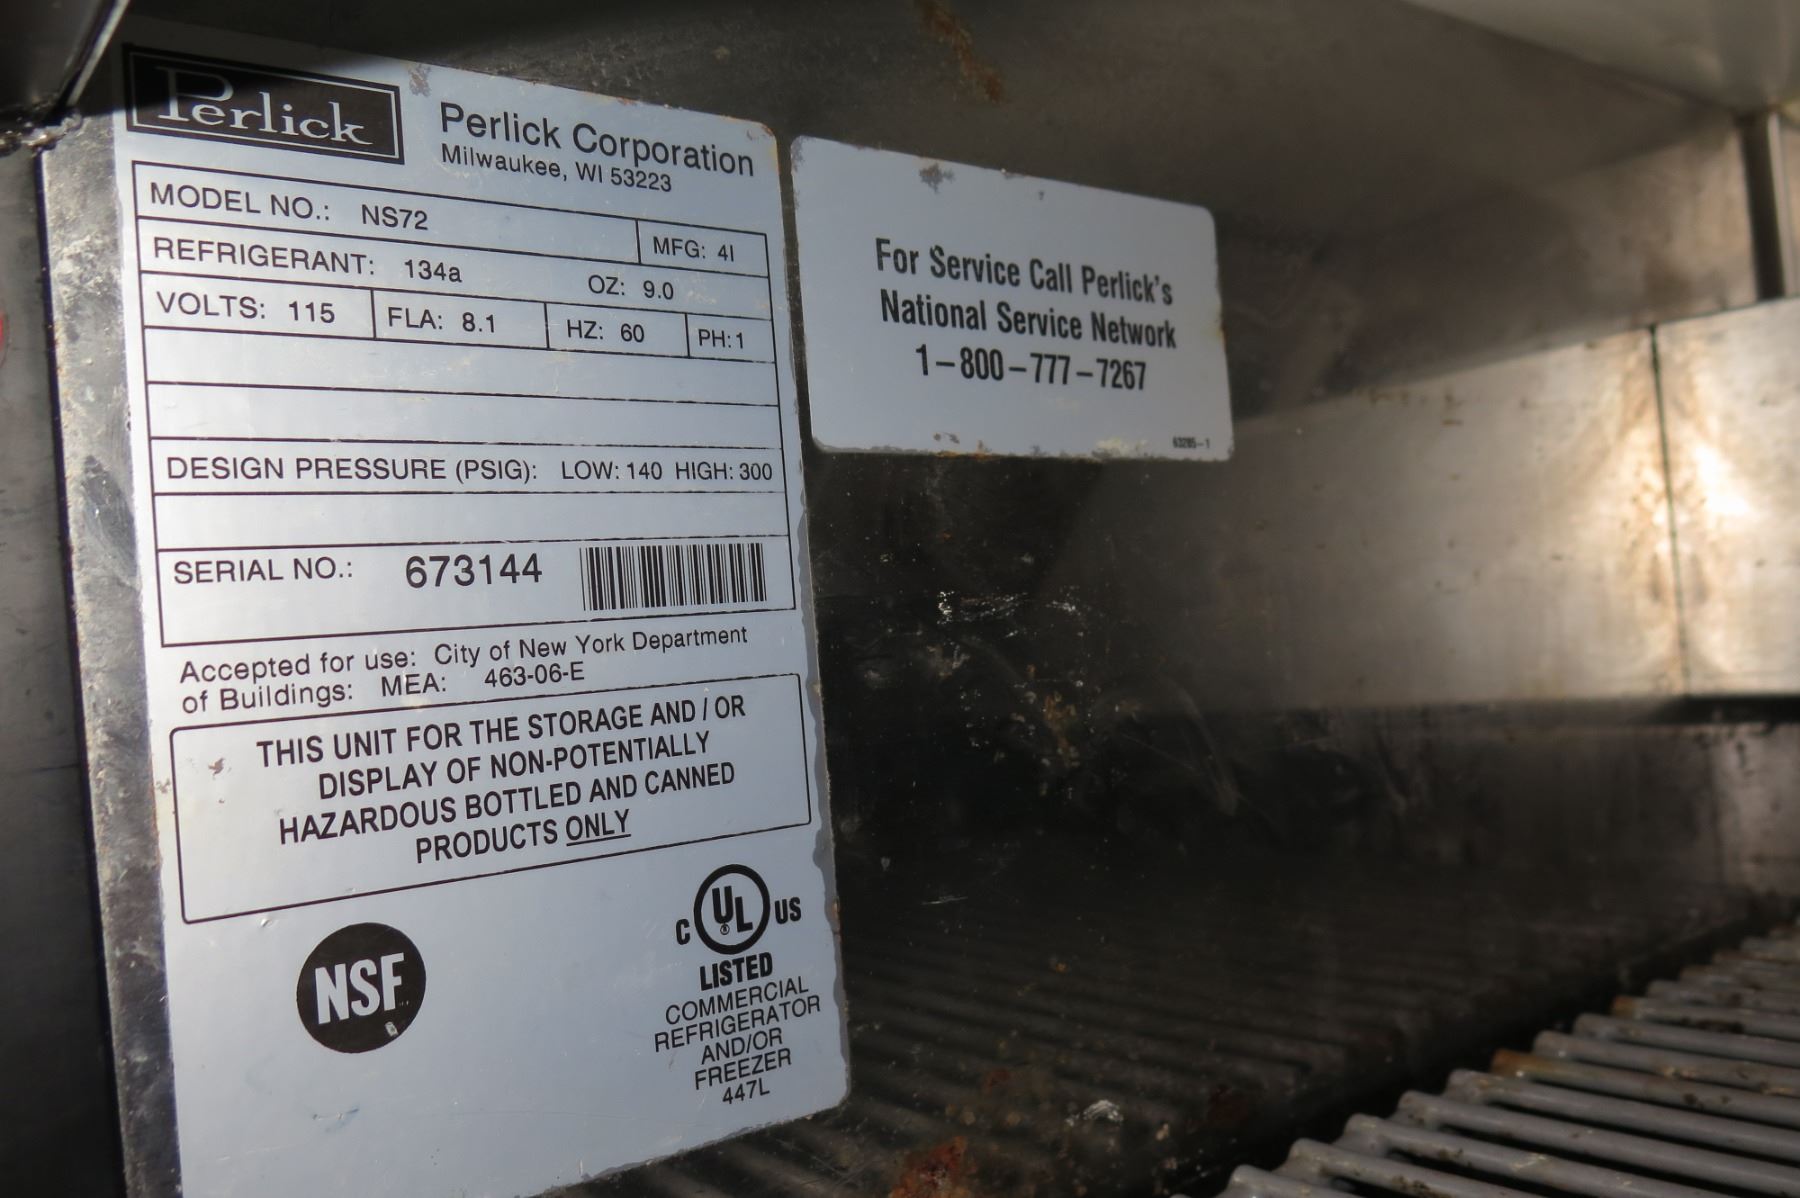 Perlick
Perlick Corporation
Milwaukee, WI 53223
MODEL NO.: NS72
MFG: 4I
REFRIGERANT: 134a OZ: 9.0
VOLTS: 115 FLA: 8.1 HZ: 60 PH: 1
DESIGN PRESSURE (PSIG): LOW: 140 HIGH: 300
SERIAL NO.: 673144
Accepted for use: City of New York Department
of Buildings: MEA: 463-06-E
THIS UNIT FOR THE STORAGE AND / OR
DISPLAY OF NON-POTENTIALLY
HAZARDOUS BOTTLED AND CANNED
PRODUCTS ONLY
NSF
C UL ® US
LISTED
COMMERCIAL
REFRIGERATOR
AND/OR
FREEZER
447L
For Service Call Perlick's
National Service Network
1-800-777-7267
63285-1